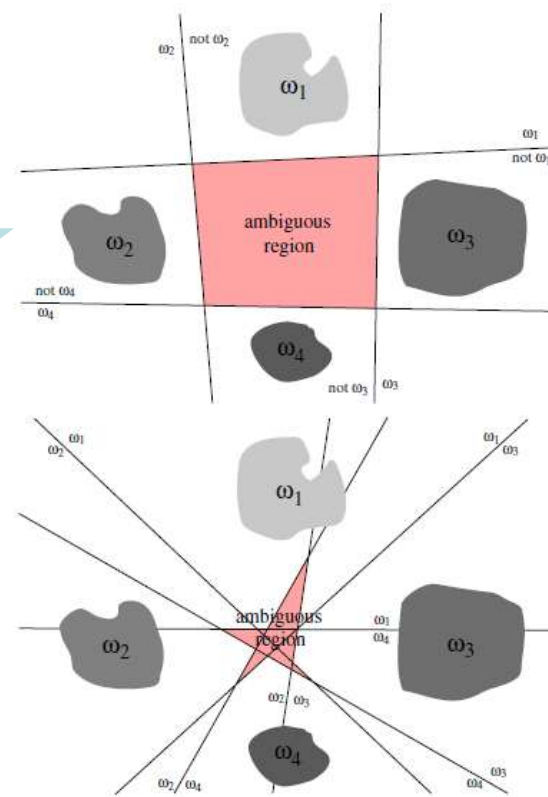 ω₂ not ω₂
ω₁
ω₁
not ω₁
ambiguous
region
ω₂
ω₃
not ω₄
ω₄
ω₄
not ω₃ ω₃
ω₂ ω₁
ω₁ ω₃
ω₁
ambiguous
region
ω₁
ω₄
ω₂
ω₃
ω₂ ω₃
ω₄
ω₂ ω₄
ω₄ ω₃